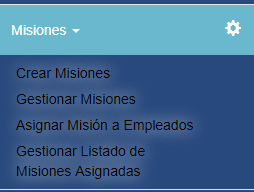 Misiones
Crear Misiones
Gestionar Misiones
Asignar Misión a Empleados
Gestionar Listado de
Misiones Asignadas